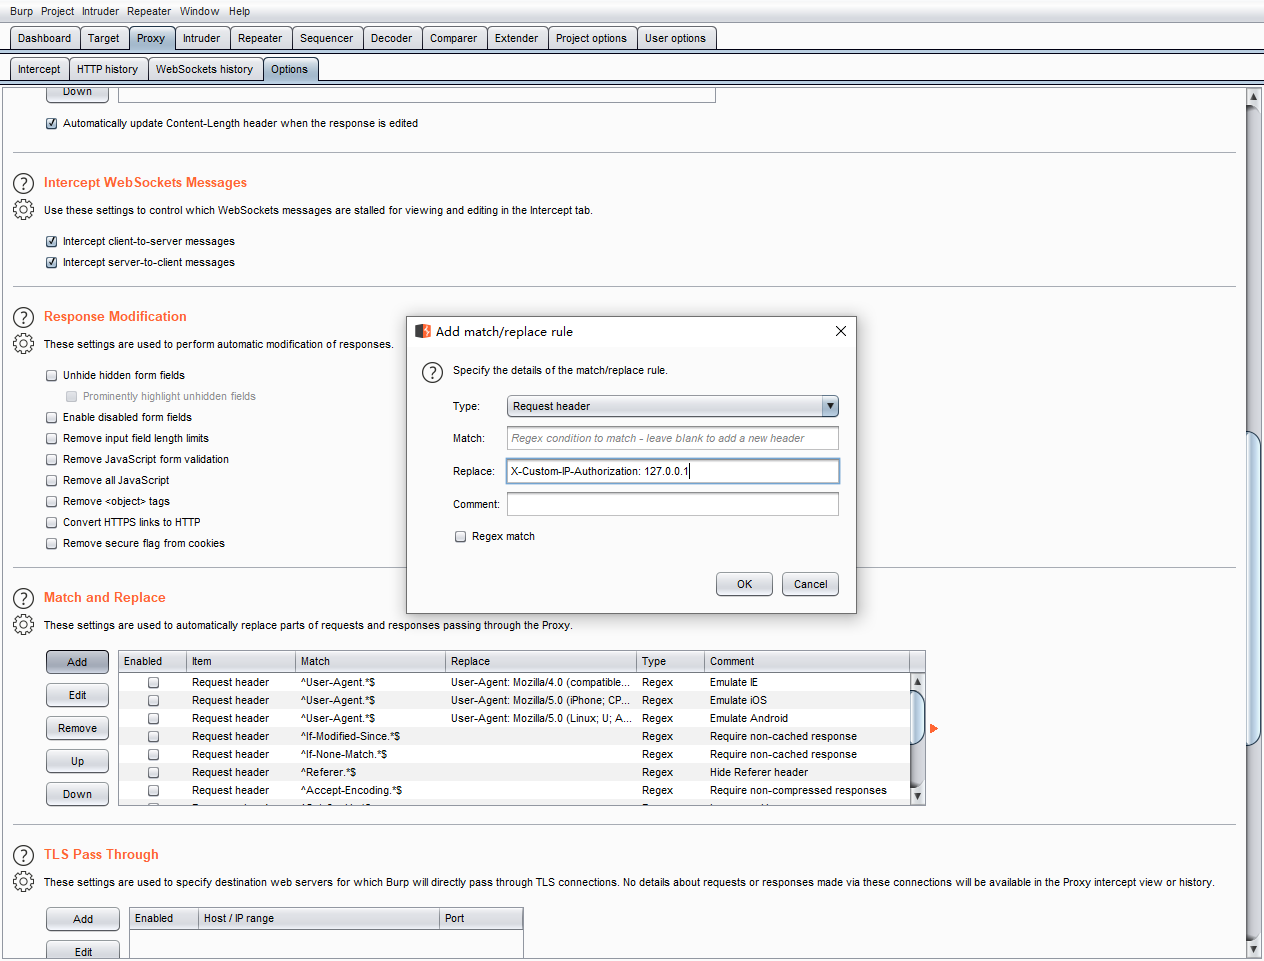 Burp Project Intruder Repeater Window Help
Dashboard Target Proxy Intruder Repeater Sequencer Decoder Comparer Extender Project options User options
Intercept HTTP history WebSockets history Options
Down
Automatically update Content-Length header when the response is edited
Intercept WebSockets Messages
Use these settings to control which WebSockets messages are stalled for viewing and editing in the Intercept tab.
Intercept client-to-server messages
Intercept server-to-client messages
Response Modification
These settings are used to perform automatic modification of responses.
Unhide hidden form fields
Prominently highlight unhidden fields
Enable disabled form fields
Remove input field length limits
Remove JavaScript form validation
Remove all JavaScript
Remove <object> tags
Convert HTTPS links to HTTP
Remove secure flag from cookies
Add match/replace rule
Specify the details of the match/replace rule.
Type: Request header
Match: Regex condition to match - leave blank to add a new header
Replace: X-Custom-IP-Authorization: 127.0.0.1
Comment:
Regex match
OK Cancel
Match and Replace
These settings are used to automatically replace parts of requests and responses passing through the Proxy.
Add
Edit
Remove
Up
Down
Enabled Item Match Replace Type Comment
Request header ^User-Agent.*$ User-Agent: Mozilla/4.0 (compatible... Regex Emulate IE
Request header ^User-Agent.*$ User-Agent: Mozilla/5.0 (iPhone; CP... Regex Emulate iOS
Request header ^User-Agent.*$ User-Agent: Mozilla/5.0 (Linux; U; A... Regex Emulate Android
Request header ^If-Modified-Since.*$ Regex Require non-cached response
Request header ^If-None-Match.*$ Regex Require non-cached response
Request header ^Referer.*$ Regex Hide Referer header
Request header ^Accept-Encoding.*$ Regex Require non-compressed responses
TLS Pass Through
These settings are used to specify destination web servers for which Burp will directly pass through TLS connections. No details about requests or responses made via these connections will be available in the Proxy intercept view or history.
Add
Edit
Enabled Host / IP range Port